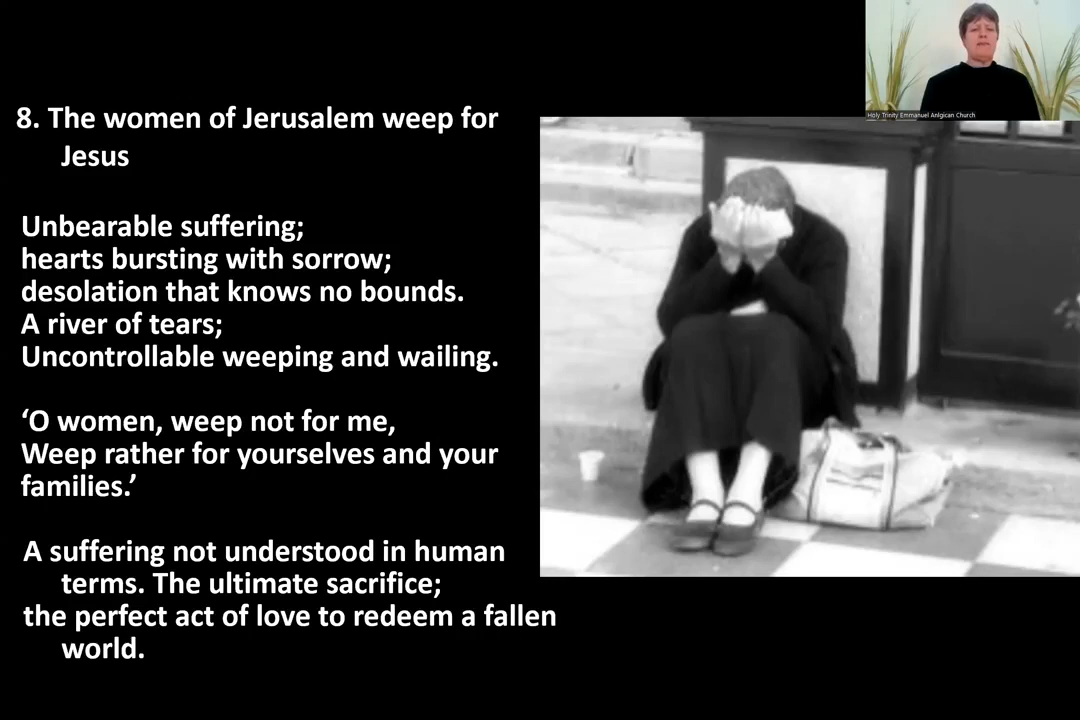 8. The women of Jerusalem weep for
Jesus
Unbearable suffering;
hearts bursting with sorrow;
desolation that knows no bounds.
A river of tears;
Uncontrollable weeping and wailing.
‘O women, weep not for me,
Weep rather for yourselves and your
families.’
A suffering not understood in human
terms. The ultimate sacrifice;
the perfect act of love to redeem a fallen
world.
Holy Trinity Emmanuel Anlgican Church